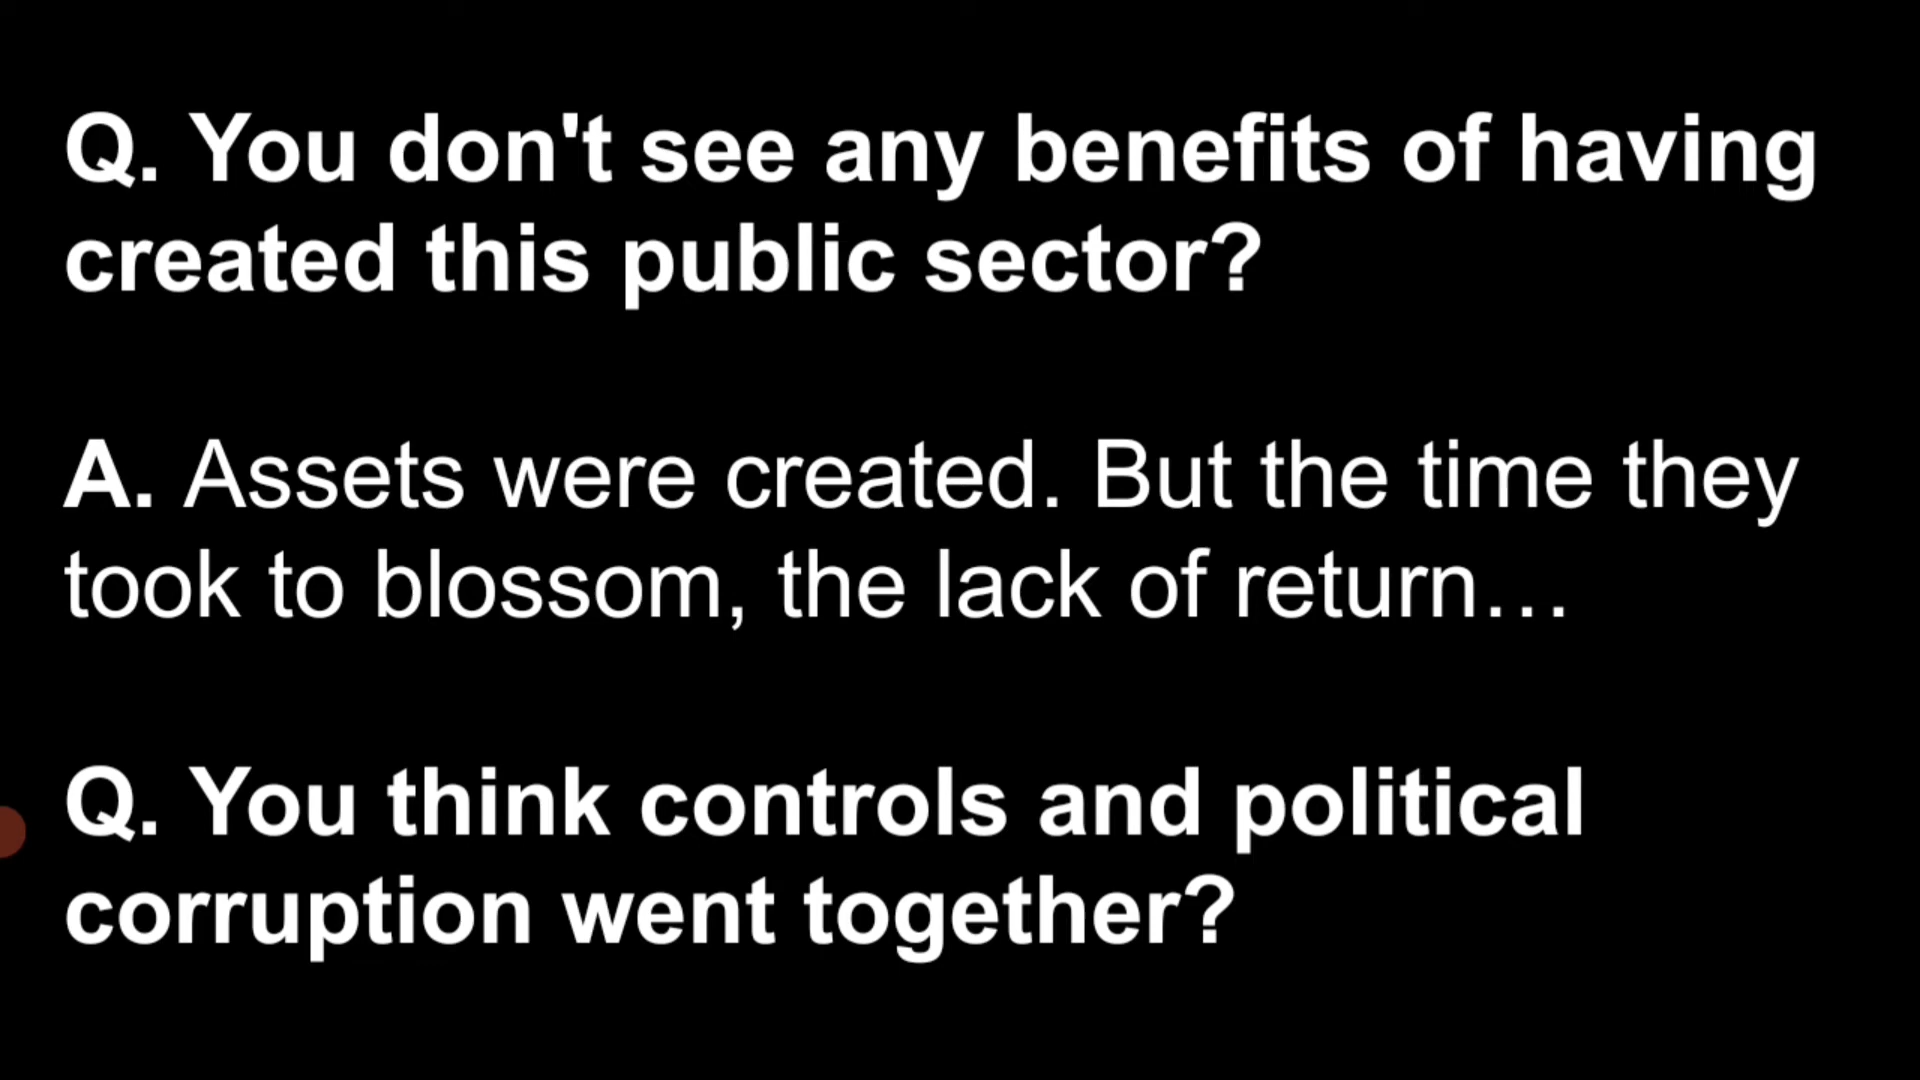 Q. You don't see any benefits of having
created this public sector?
A. Assets were created. But the time they
took to blossom, the lack of return…
Q. You think controls and political
corruption went together?